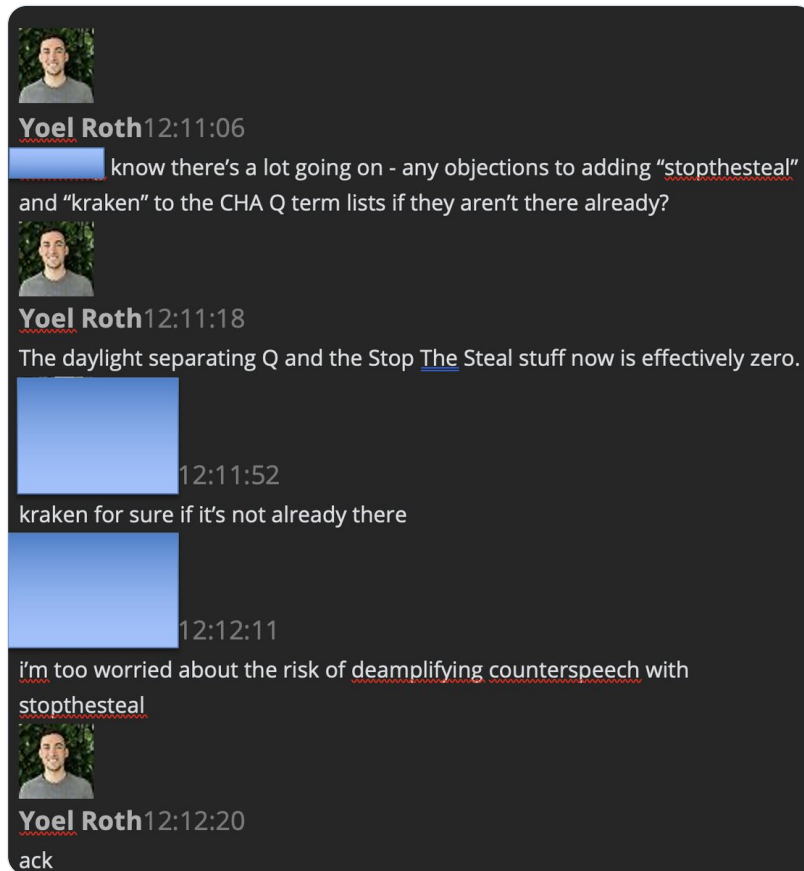 Yoel Roth12:11:06
know there’s a lot going on - any objections to adding “stopthesteal”
and “kraken” to the CHA Q term lists if they aren’t there already?
Yoel Roth12:11:18
The daylight separating Q and the Stop The Steal stuff now is effectively zero.
12:11:52
kraken for sure if it’s not already there
12:12:11
i’m too worried about the risk of deamplifying counterspeech with
stopthesteal
Yoel Roth12:12:20
ack